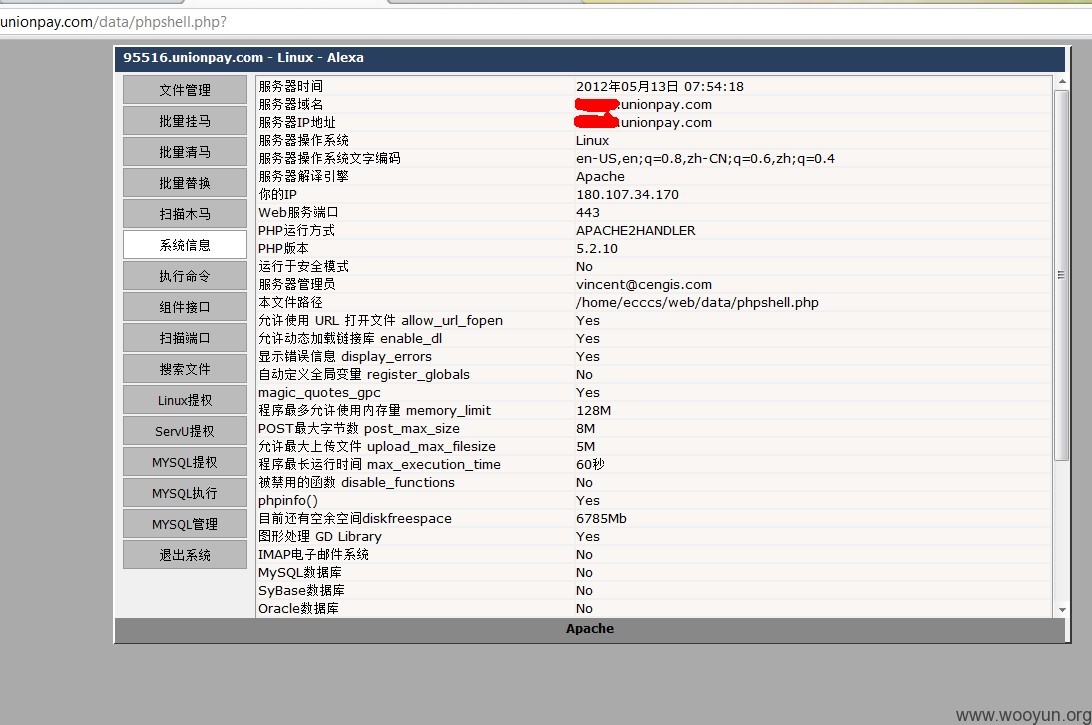 unionpay.com/data/phpshell.php?
95516.unionpay.com - Linux - Alexa
文件管理
批量挂马
批量清马
批量替换
扫描木马
系统信息
执行命令
组件接口
扫描端口
搜索文件
Linux提权
ServU提权
MYSQL提权
MYSQL执行
MYSQL管理
退出系统
服务器时间 2012年05月13日 07:54:18
服务器域名 unionpay.com
服务器IP地址 unionpay.com
服务器操作系统 Linux
服务器操作系统文字编码 en-US,en;q=0.8,zh-CN;q=0.6,zh;q=0.4
服务器解译引擎 Apache
你的IP 180.107.34.170
Web服务端口 443
PHP运行方式 APACHE2HANDLER
PHP版本 5.2.10
运行于安全模式 No
服务器管理员 vincent@cengis.com
本文件路径 /home/ecccs/web/data/phpshell.php
允许使用 URL 打开文件 allow_url_fopen Yes
允许动态加载链接库 enable_dl Yes
显示错误信息 display_errors Yes
自动定义全局变量 register_globals No
magic_quotes_gpc Yes
程序最多允许使用内存量 memory_limit 128M
POST最大字节数 post_max_size 8M
允许最大上传文件 upload_max_filesize 5M
程序最长运行时间 max_execution_time 60秒
被禁用的函数 disable_functions No
phpinfo() Yes
目前还有空余空间diskfreespace 6785Mb
图形处理 GD Library Yes
IMAP电子邮件系统 No
MySQL数据库 No
SyBase数据库 No
Oracle数据库 No
Apache
www.wooyun.org